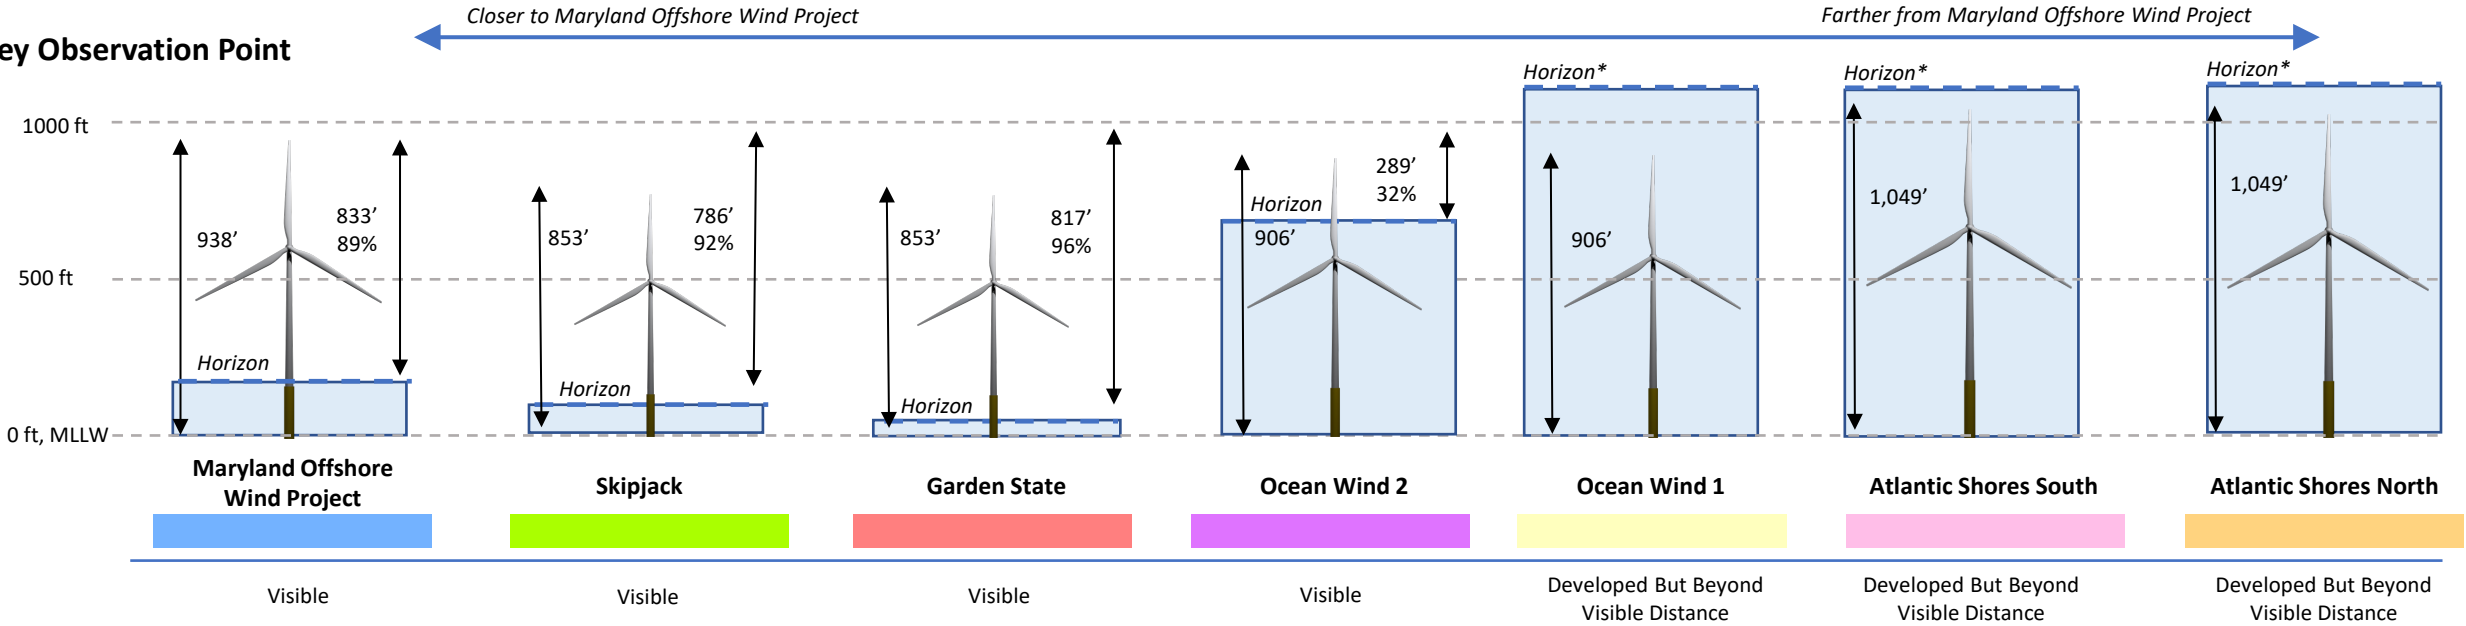 Closer to Maryland Offshore Wind Project
Farther from Maryland Offshore Wind Project
ey Observation Point
Horizon*
Horizon*
Horizon*
1000 ft
500 ft
0 ft, MLLW
938’
833’
89%
Horizon
853’
786’
92%
Horizon
853’
817’
96%
Horizon
289’
32%
Horizon
906’
906’
1,049’
1,049’
Maryland Offshore
Wind Project
Skipjack
Garden State
Ocean Wind 2
Ocean Wind 1
Atlantic Shores South
Atlantic Shores North
Visible
Visible
Visible
Visible
Developed But Beyond
Visible Distance
Developed But Beyond
Visible Distance
Developed But Beyond
Visible Distance